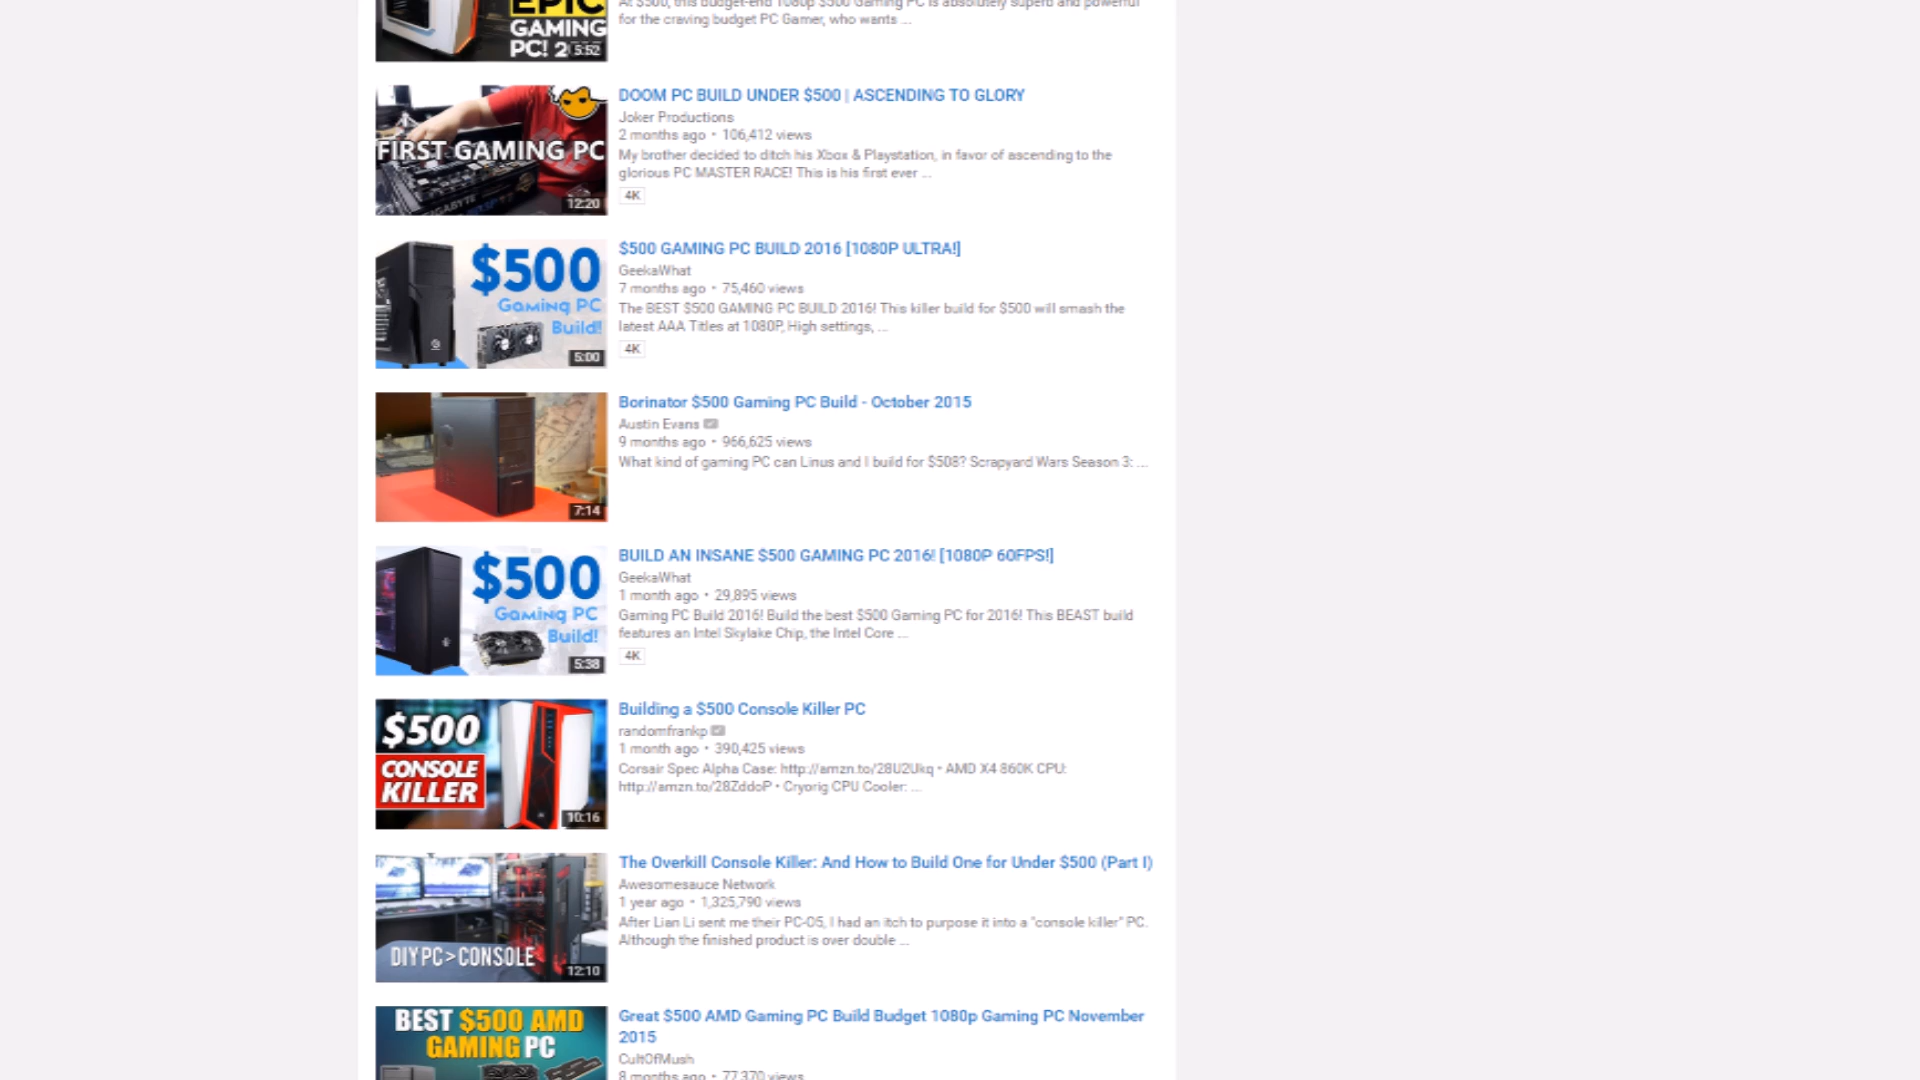 EPIC
GAMING
PC! 2
5:52
At $500, this budget-end 1080p $500 Gaming PC is absolutely superb and powerful
for the craving budget PC Gamer, who wants ...
FIRST GAMING PC
GIGABYTE
12:20
DOOM PC BUILD UNDER $500 | ASCENDING TO GLORY
Joker Productions
2 months ago • 106,412 views
My brother decided to ditch his Xbox & Playstation, in favor of ascending to the
glorious PC MASTER RACE! This is his first ever ...
4K
$500
Gaming PC
Build!
5:00
$500 GAMING PC BUILD 2016 [1080P ULTRA!]
GeekaWhat
7 months ago • 75,460 views
The BEST $500 GAMING PC BUILD 2016! This killer build for $500 will smash the
latest AAA Titles at 1080P, High settings, ...
4K
7:14
Borinator $500 Gaming PC Build - October 2015
Austin Evans
9 months ago • 966,625 views
What kind of gaming PC can Linus and I build for $508? Scrapyard Wars Season 3: ...
$500
Gaming PC
Build!
5:38
BUILD AN INSANE $500 GAMING PC 2016! [1080P 60FPS!]
GeekaWhat
1 month ago • 29,895 views
Gaming PC Build 2016! Build the best $500 Gaming PC for 2016! This BEAST build
features an Intel Skylake Chip, the Intel Core ...
4K
$500
CONSOLE
KILLER
10:16
Building a $500 Console Killer PC
randomfrankp
1 month ago • 390,425 views
Corsair Spec Alpha Case: http://amzn.to/28U2Ukq • AMD X4 860K CPU:
http://amzn.to/28ZddoP • Cryorig CPU Cooler: ...
DIY PC>CONSOLE
12:10
The Overkill Console Killer: And How to Build One for Under $500 (Part I)
Awesomesauce Network
1 year ago • 1,325,790 views
After Lian Li sent me their PC-O5, I had an itch to purpose it into a "console killer" PC.
Although the finished product is over double ...
BEST $500 AMD
GAMING PC
Great $500 AMD Gaming PC Build Budget 1080p Gaming PC November
2015
CultOfMush
8 months ago • 77,370 views